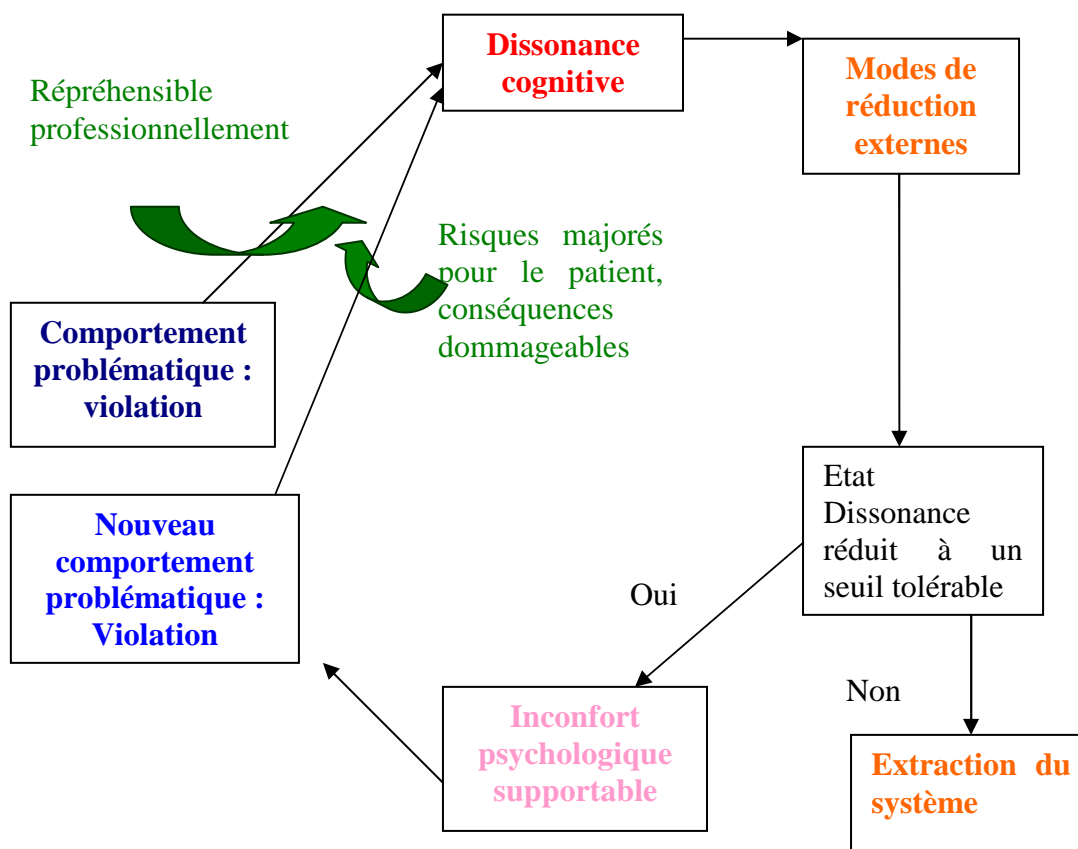 Dissonance
cognitive
Modes de
réduction
externes
Répréhensible
professionnellement
Risques majorés
pour le patient,
conséquences
dommageables
Comportement
problématique :
violation
Nouveau
comportement
problématique :
Violation
Etat
Dissonance
réduit à un
seuil tolérable
Oui
Non
Inconfort
psychologique
supportable
Extraction du
système